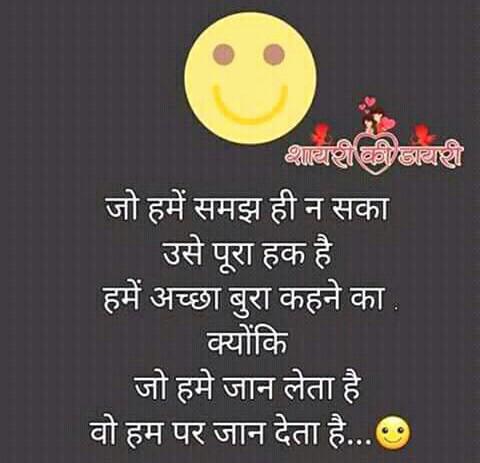 शायरी की डायरी
जो हमें समझ ही न सका
उसे पूरा हक है
हमें अच्छा बुरा कहने का .
क्योंकि
जो हमे जान लेता है
वो हम पर जान देता है...🙂